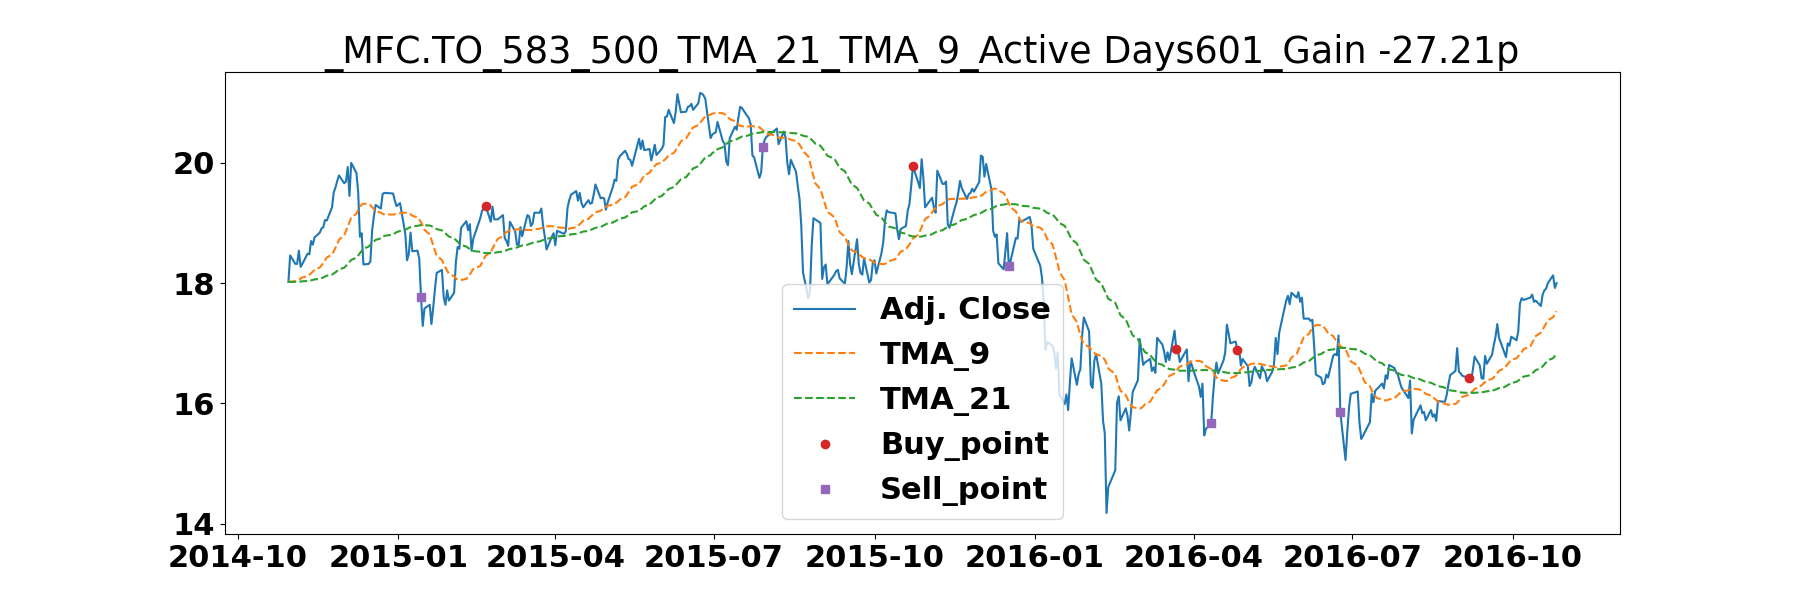 _MFC.TO_583_500_TMA_21_TMA_9_Active Days601_Gain -27.21p
20
18
16
14
Adj. Close
TMA_9
TMA_21
Buy_point
Sell_point
2014-10 2015-01 2015-04 2015-07 2015-10 2016-01 2016-04 2016-07 2016-10